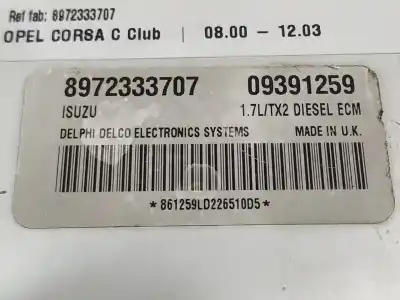 Ref fab: 8972333707
OPEL CORSA C Club | 08.00 - 12.03
8972333707 09391259
ISUZU 1.7L/TX2 DIESEL ECM
DELPHI DELCO ELECTRONICS SYSTEMS MADE IN U.K.
*861259LD226510D5*